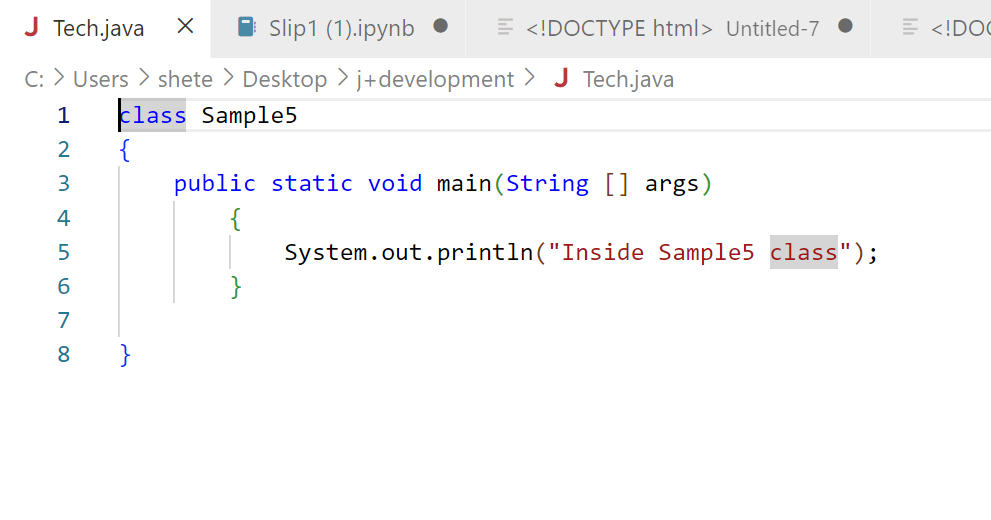 Tech.java Slip1 (1).ipynb <!DOCTYPE html> Untitled-7 <!DOC
C: > Users > shete > Desktop > j+development > Tech.java
1 class Sample5
2 {
3 public static void main(String [] args)
4 {
5 System.out.println("Inside Sample5 class");
6 }
7
8 }